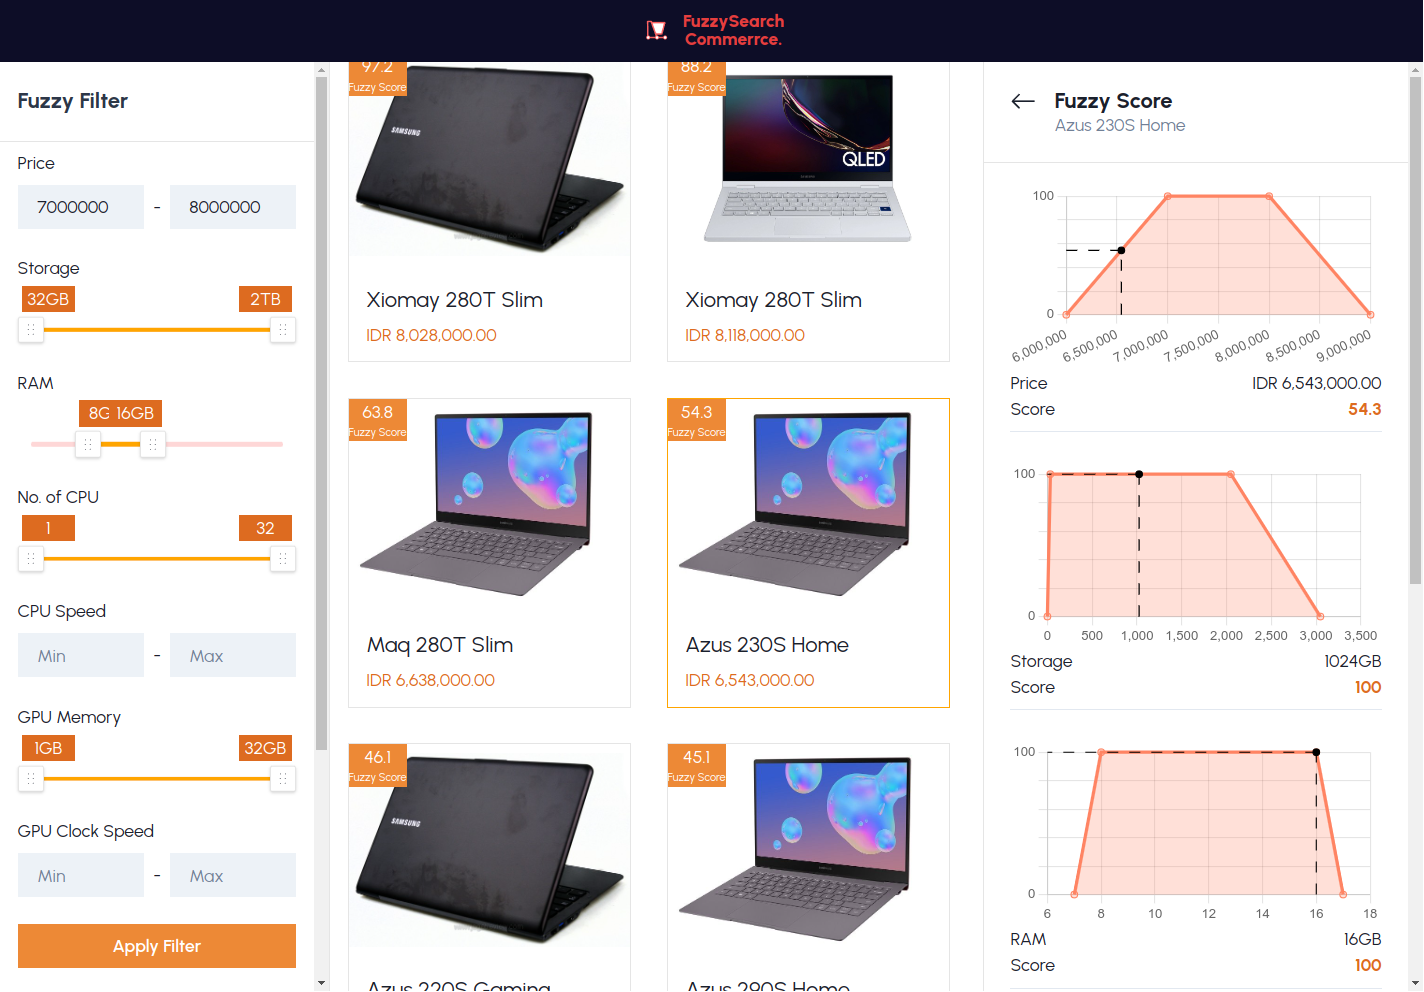 FuzzySearch
Commerrce.
Fuzzy Filter
Price
7000000 - 8000000
Storage
32GB 2TB
RAM
8G 16GB
No. of CPU
1 32
CPU Speed
Min - Max
GPU Memory
1GB 32GB
GPU Clock Speed
Min - Max
Apply Filter
97.2
Fuzzy Score
SAMSUNG
Xiomay 280T Slim
IDR 8,028,000.00
88.2
Fuzzy Score
QLED
Xiomay 280T Slim
IDR 8,118,000.00
63.8
Fuzzy Score
Maq 280T Slim
IDR 6,638,000.00
54.3
Fuzzy Score
Azus 230S Home
IDR 6,543,000.00
46.1
Fuzzy Score
SAMSUNG
Azus 220S Gaming
45.1
Fuzzy Score
Azus 290S Home
Fuzzy Score
Azus 230S Home
100
0
6,000,000 6,500,000 7,000,000 7,500,000 8,000,000 8,500,000 9,000,000
Price IDR 6,543,000.00
Score 54.3
100
0
0 500 1,000 1,500 2,000 2,500 3,000 3,500
Storage 1024GB
Score 100
100
0
6 8 10 12 14 16 18
RAM 16GB
Score 100